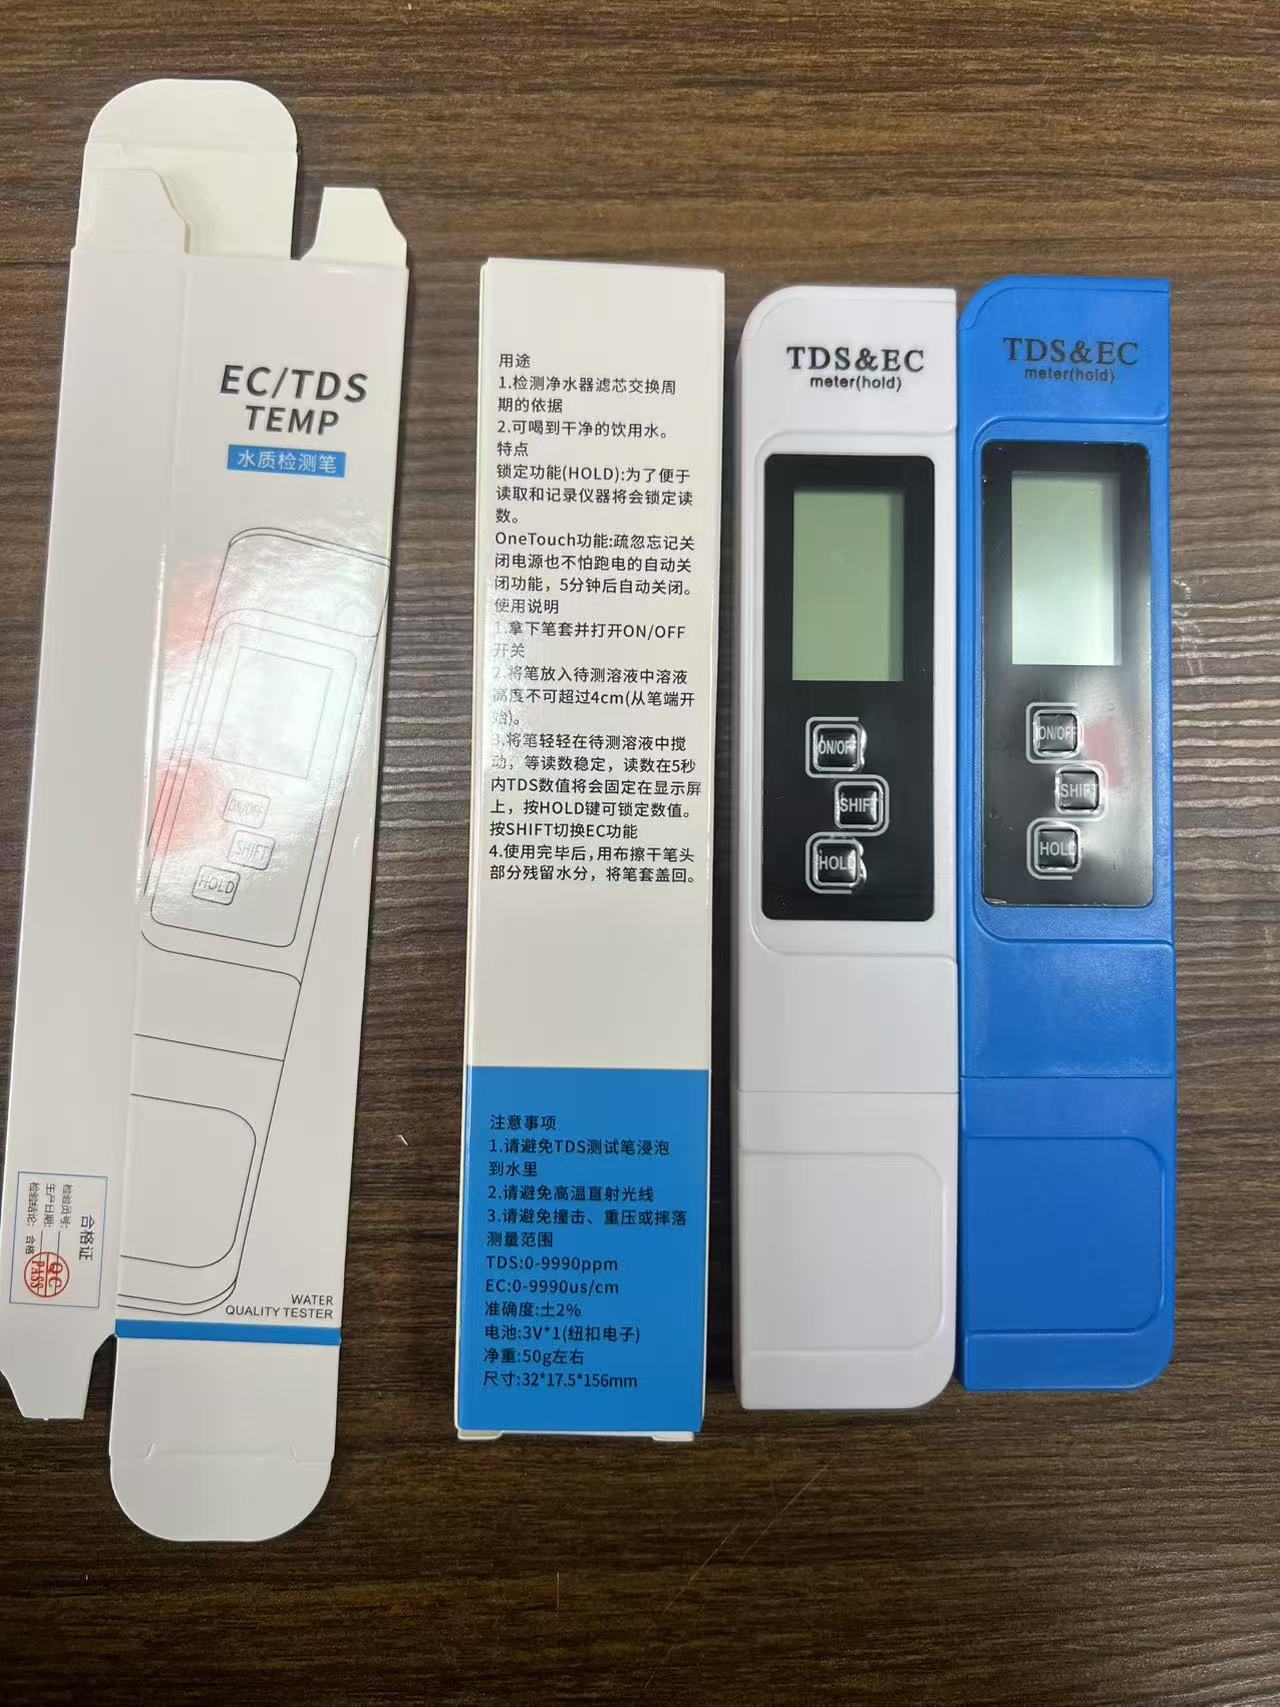 EC/TDS
TEMP
水质检测笔
ON/OFF
SHIFT
HOLD
WATER
QUALITY TESTER
合格证
检验员号:
生产日期:
检验结论: 合格
QC
PASS
用途
1.检测净水器滤芯交换周
期的依据
2.可喝到干净的饮用水。
特点
锁定功能(HOLD):为了便于
读取和记录仪器将会锁定读
数。
OneTouch功能:疏忽忘记关
闭电源也不怕跑电的自动关
闭功能，5分钟后自动关闭。
使用说明
1.拿下笔套并打开ON/OFF
开关
2.将笔放入待测溶液中溶液
高度不可超过4cm(从笔端开
始)。
3.将笔轻轻在待测溶液中搅
动，等读数稳定，读数在5秒
内TDS数值将会固定在显示屏
上，按HOLD键可锁定数值。
按SHIFT切换EC功能
4.使用完毕后,用布擦干笔头
部分残留水分，将笔套盖回。
注意事项
1.请避免TDS测试笔浸泡
到水里
2.请避免高温直射光线
3.请避免撞击、重压或摔落
测量范围
TDS:0-9990ppm
EC:0-9990us/cm
准确度:土2%
电池:3V*1(纽扣电子)
净重:50g左右
尺寸:32*17.5*156mm
TDS&EC
meter(hold)
ON/OFF
SHIFT
HOLD
TDS&EC
meter(hold)
ON/OFF
SHIFT
HOLD